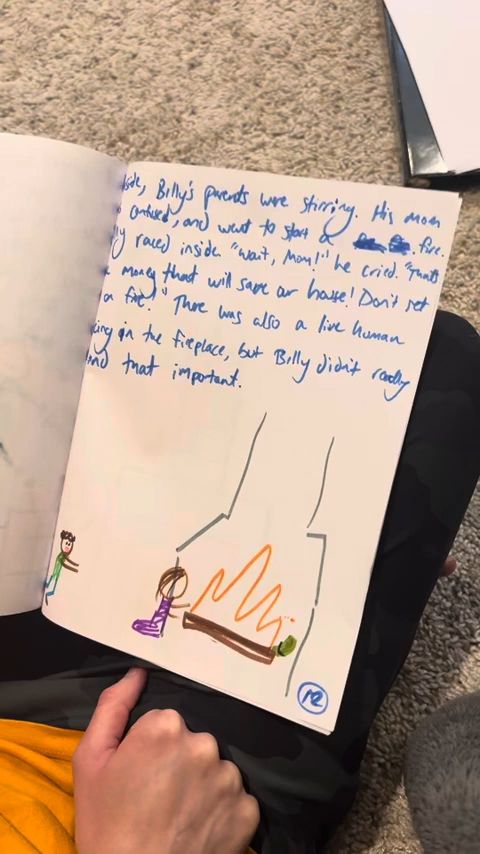 side, Billy's parents were stirring. His mom
confused, and went to start a fire.
raced inside "Wait, Mom!" he cried. "That's
money that will save our house! Don't set
on fire." There was also a live human
in the fireplace, but Billy didn't really
that important.
12